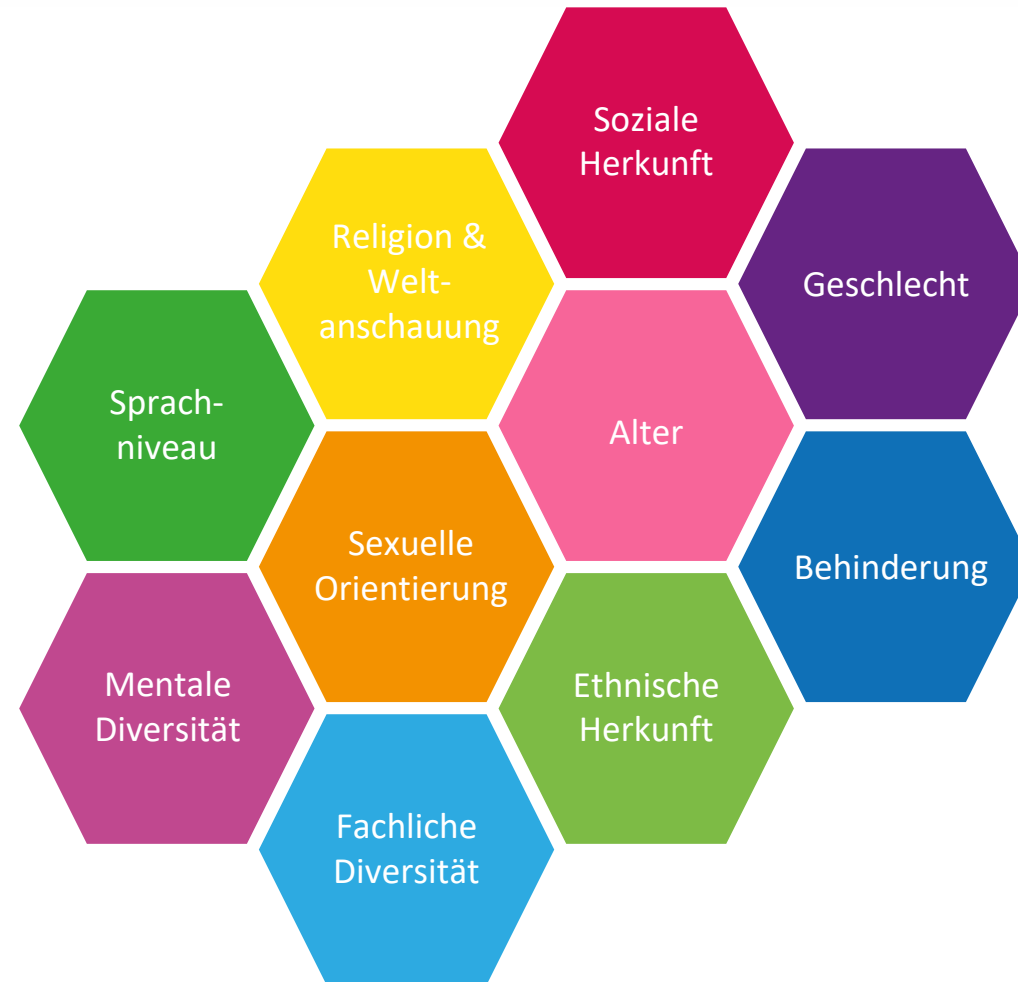 Soziale
Herkunft
Religion &
Welt-
anschauung
Geschlecht
Sprach-
niveau
Alter
Sexuelle
Orientierung
Behinderung
Mentale
Diversität
Ethnische
Herkunft
Fachliche
Diversität